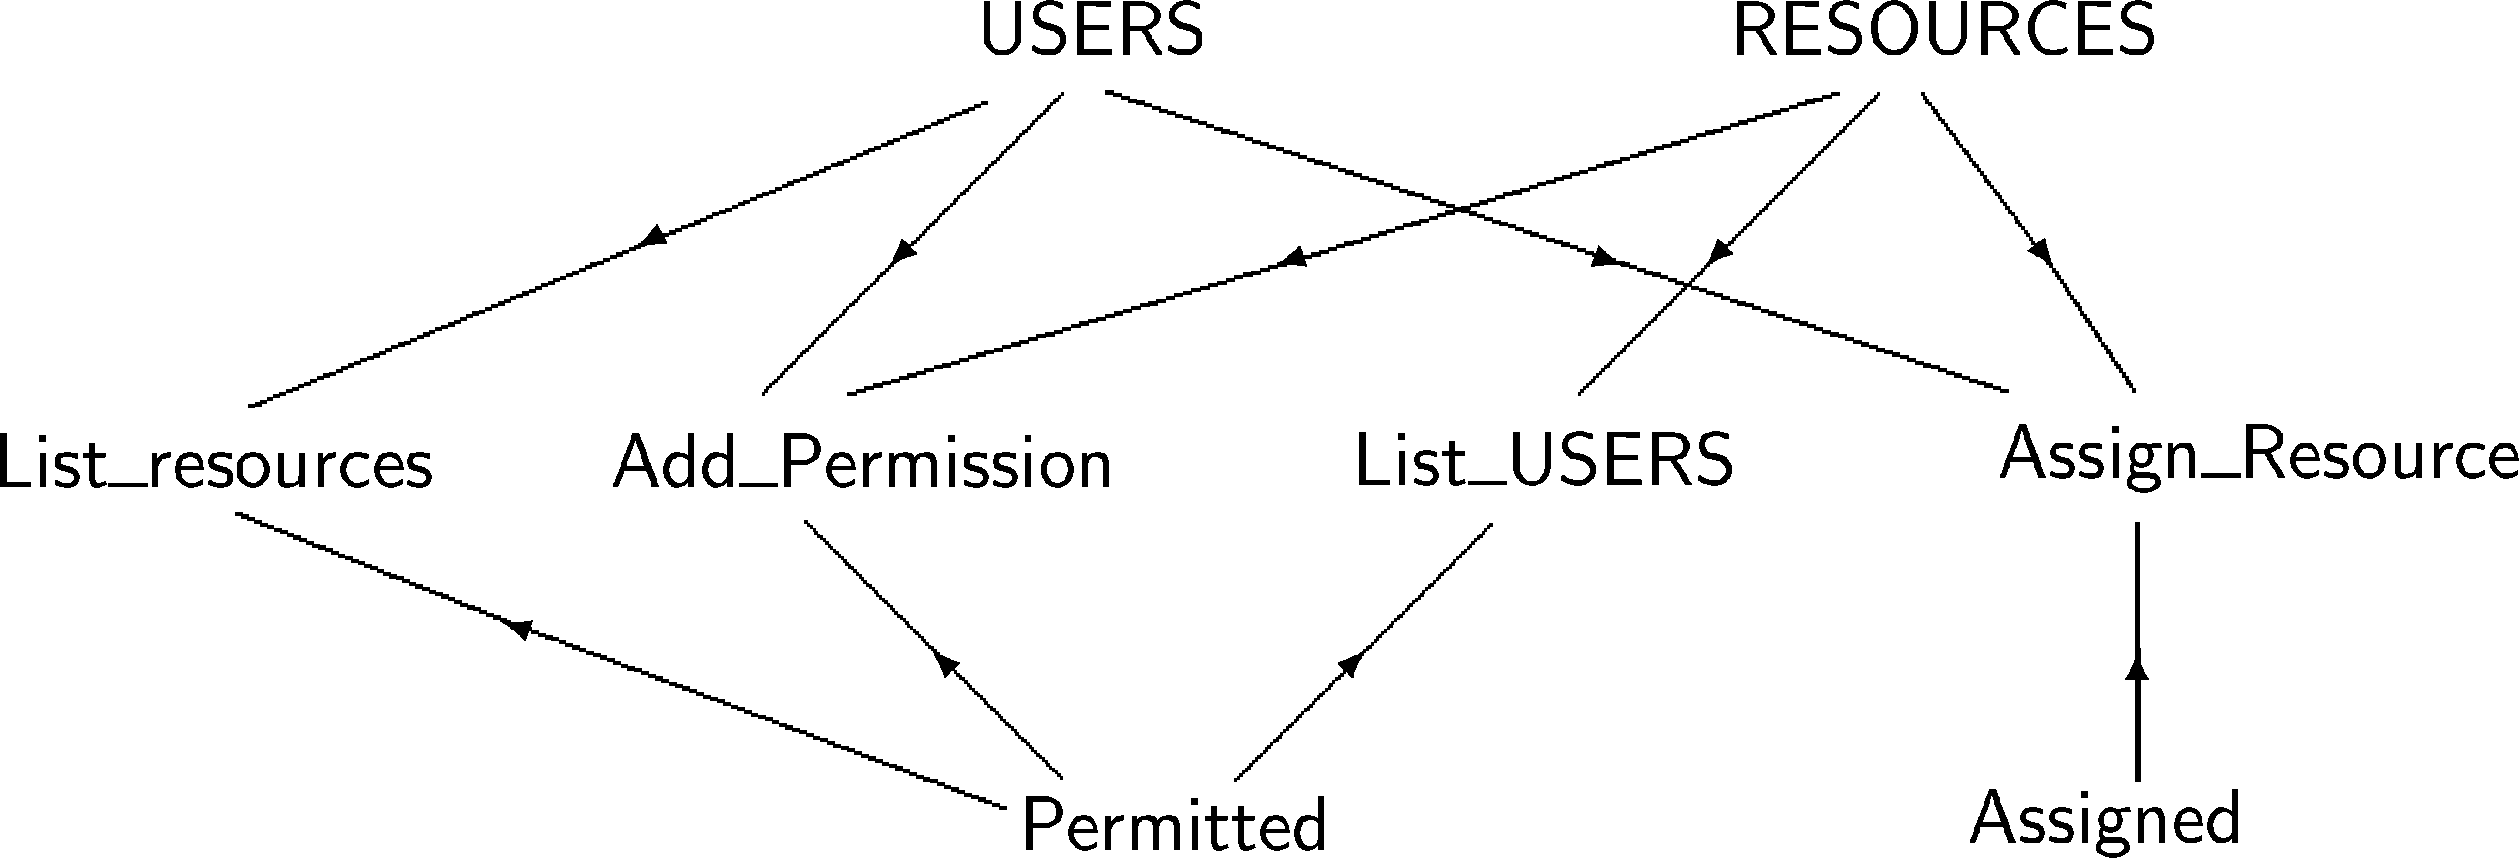 USERS RESOURCES
List_resources Add_Permission List_USERS Assign_Resource
Permitted Assigned